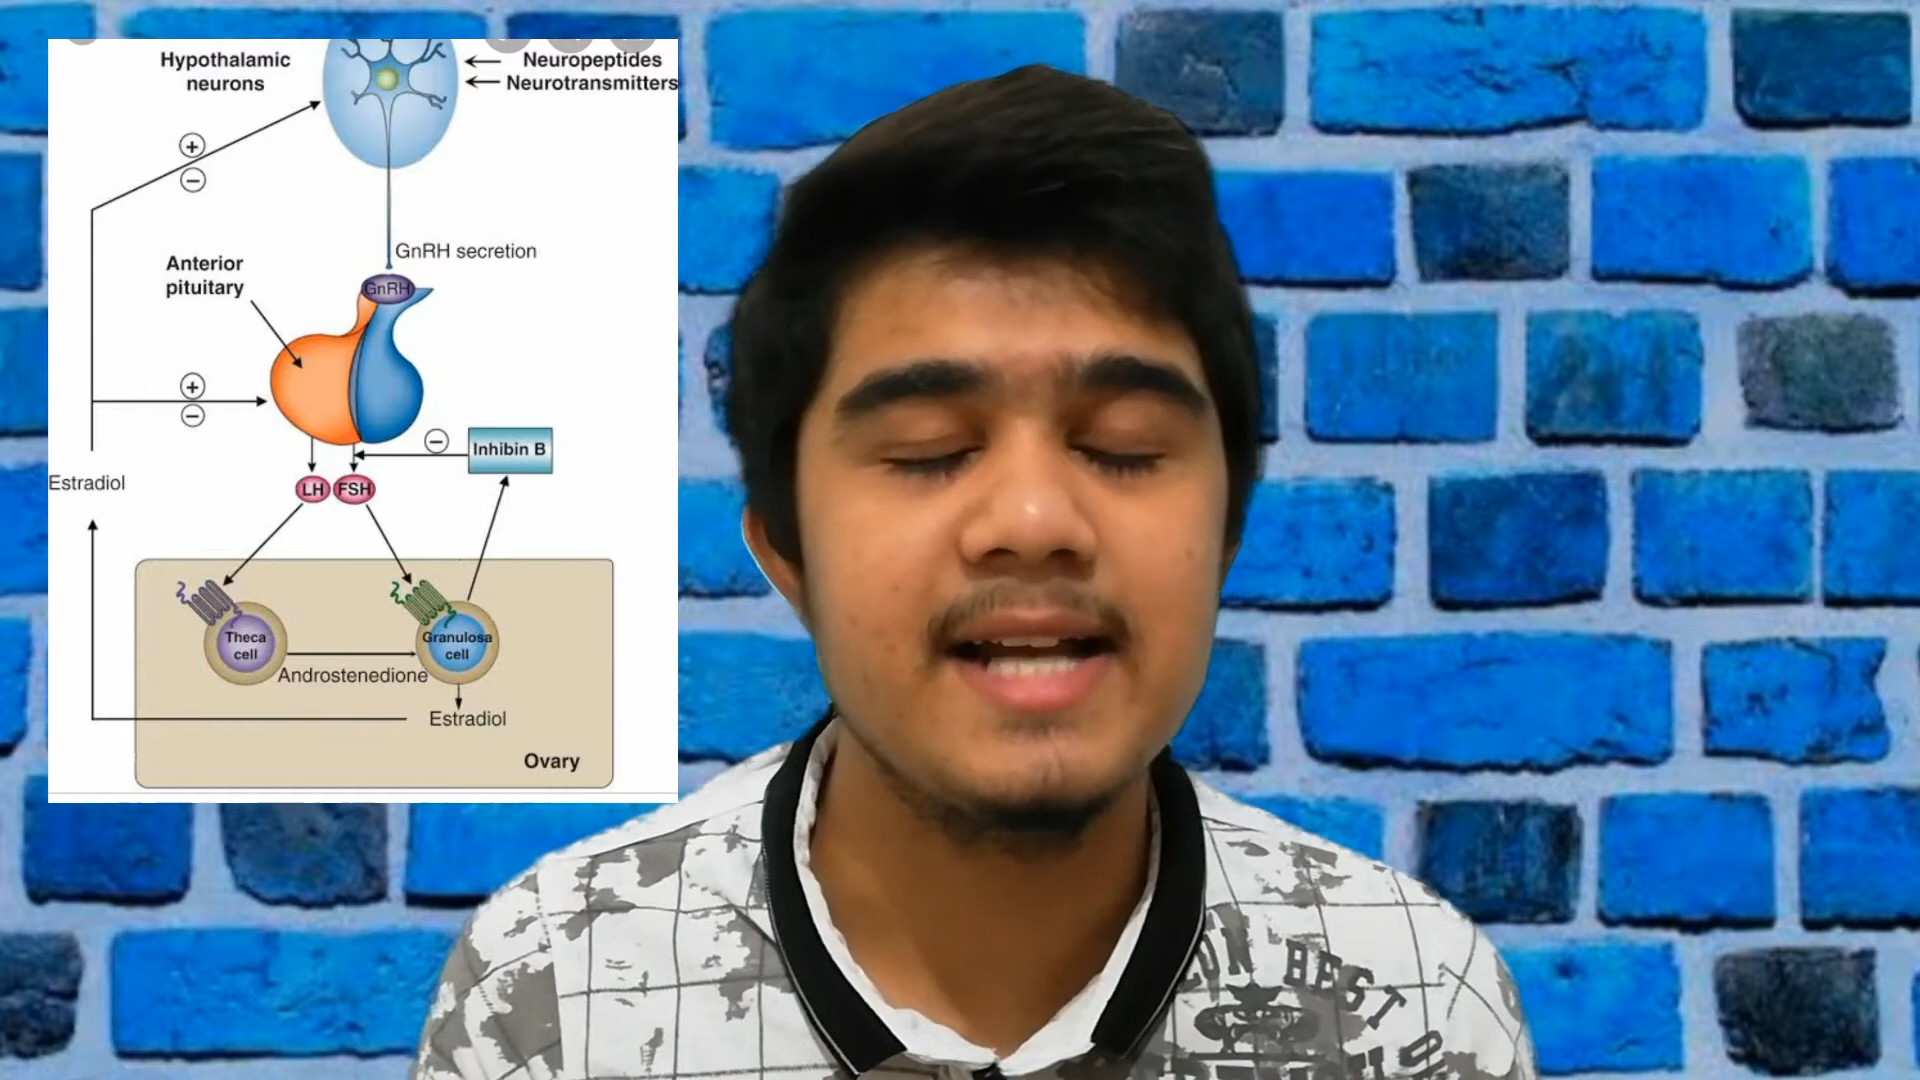 Hypothalamic
neurons
Neuropeptides
Neurotransmitters
+
−
GnRH secretion
Anterior
pituitary
GnRH
+
−
−
Inhibin B
Estradiol
LH
FSH
Theca
cell
Granulosa
cell
Androstenedione
Estradiol
Ovary
BEST